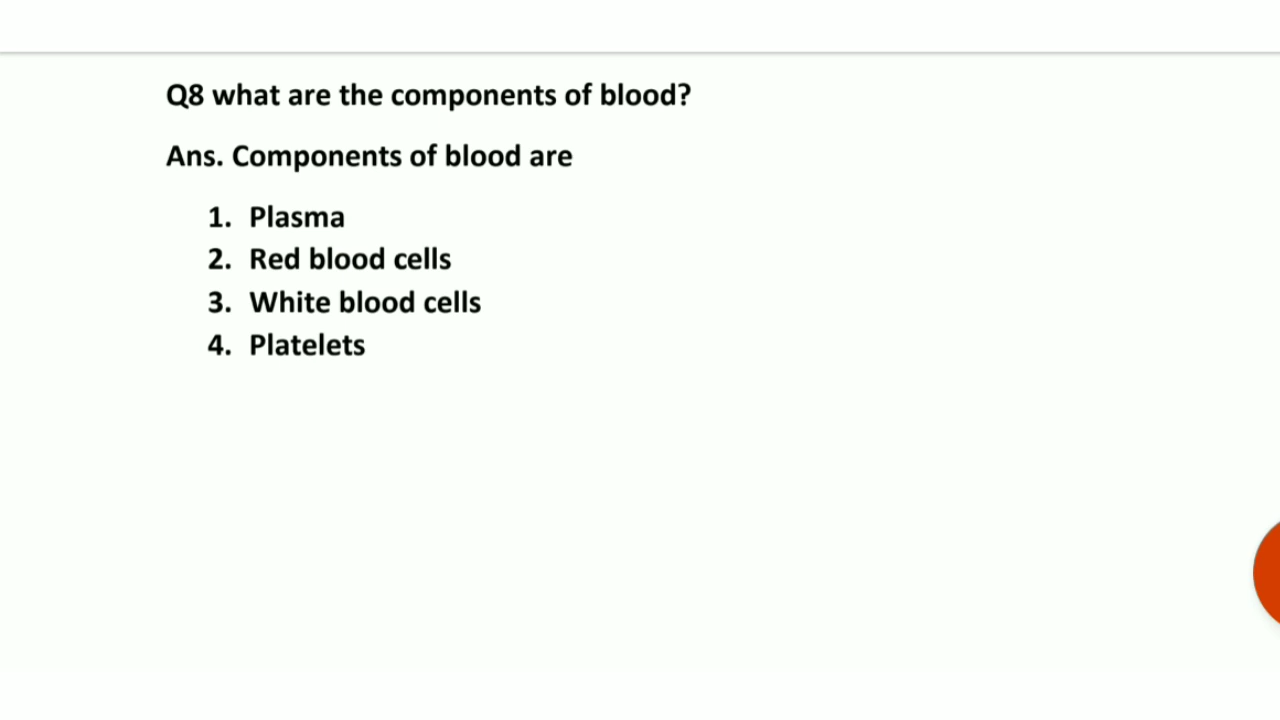 Q8 what are the components of blood?
Ans. Components of blood are
1. Plasma
2. Red blood cells
3. White blood cells
4. Platelets